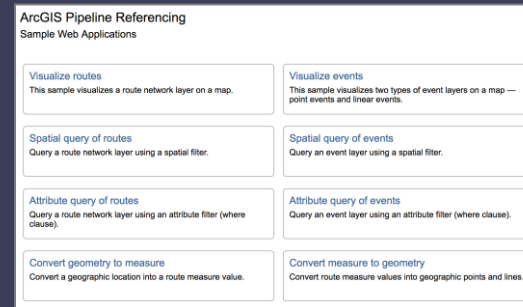 ArcGIS Pipeline Referencing
Sample Web Applications
Visualize routes
This sample visualizes a route network layer on a map.
Visualize events
This sample visualizes two types of event layers on a map —
point events and linear events.
Spatial query of routes
Query a route network layer using a spatial filter.
Spatial query of events
Query an event layer using a spatial filter.
Attribute query of routes
Query a route network layer using an attribute filter (where
clause).
Attribute query of events
Query an event layer using an attribute filter (where clause).
Convert geometry to measure
Convert a geographic location into a route measure value.
Convert measure to geometry
Convert route measure values into geographic points and lines.